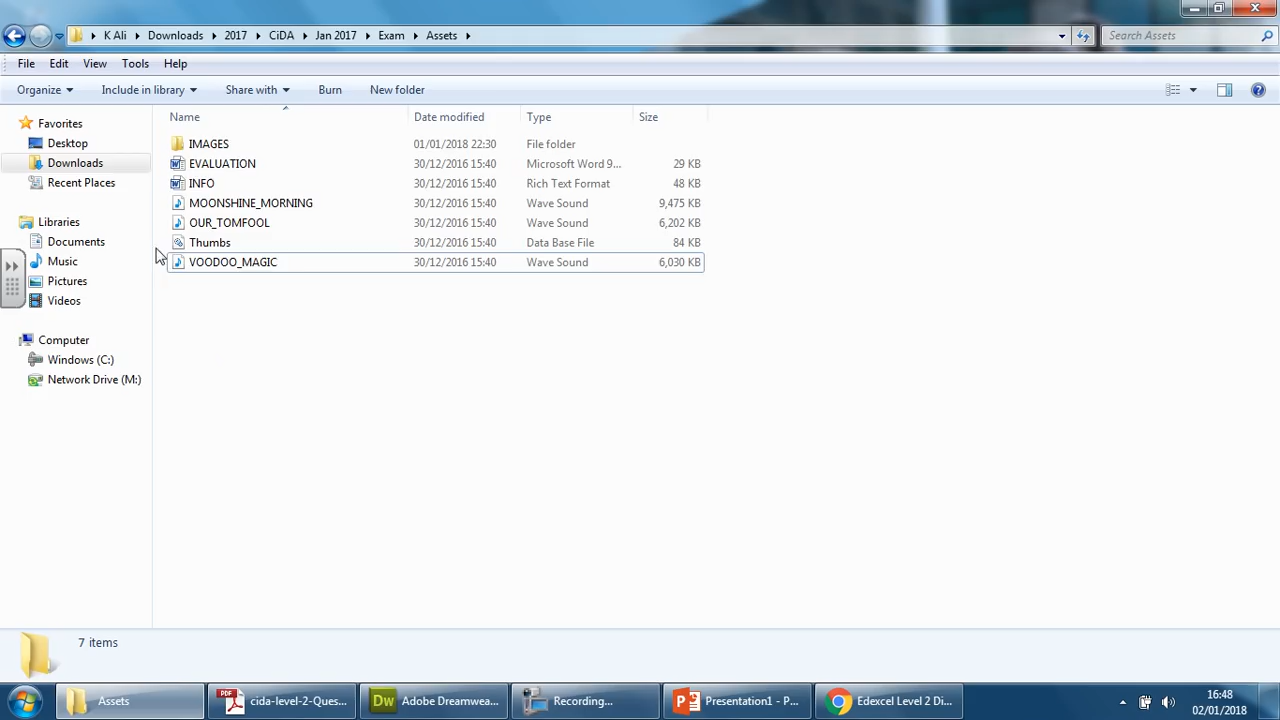 K Ali Downloads 2017 CiDA Jan 2017 Exam Assets Search Assets
File Edit View Tools Help
Organize Include in library Share with Burn New folder
Name Date modified Type Size
IMAGES 01/01/2018 22:30 File folder
EVALUATION 30/12/2016 15:40 Microsoft Word 9... 29 KB
INFO 30/12/2016 15:40 Rich Text Format 48 KB
MOONSHINE_MORNING 30/12/2016 15:40 Wave Sound 9,475 KB
OUR_TOMFOOL 30/12/2016 15:40 Wave Sound 6,202 KB
Thumbs 30/12/2016 15:40 Data Base File 84 KB
VOODOO_MAGIC 30/12/2016 15:40 Wave Sound 6,030 KB
Favorites
Desktop
Downloads
Recent Places
Libraries
Documents
Music
Pictures
Videos
Computer
Windows (C:)
Network Drive (M:)
7 items
Assets cida-level-2-Ques... Adobe Dreamwea... Recording... Presentation1 - P... Edexcel Level 2 Di... 16:48
02/01/2018